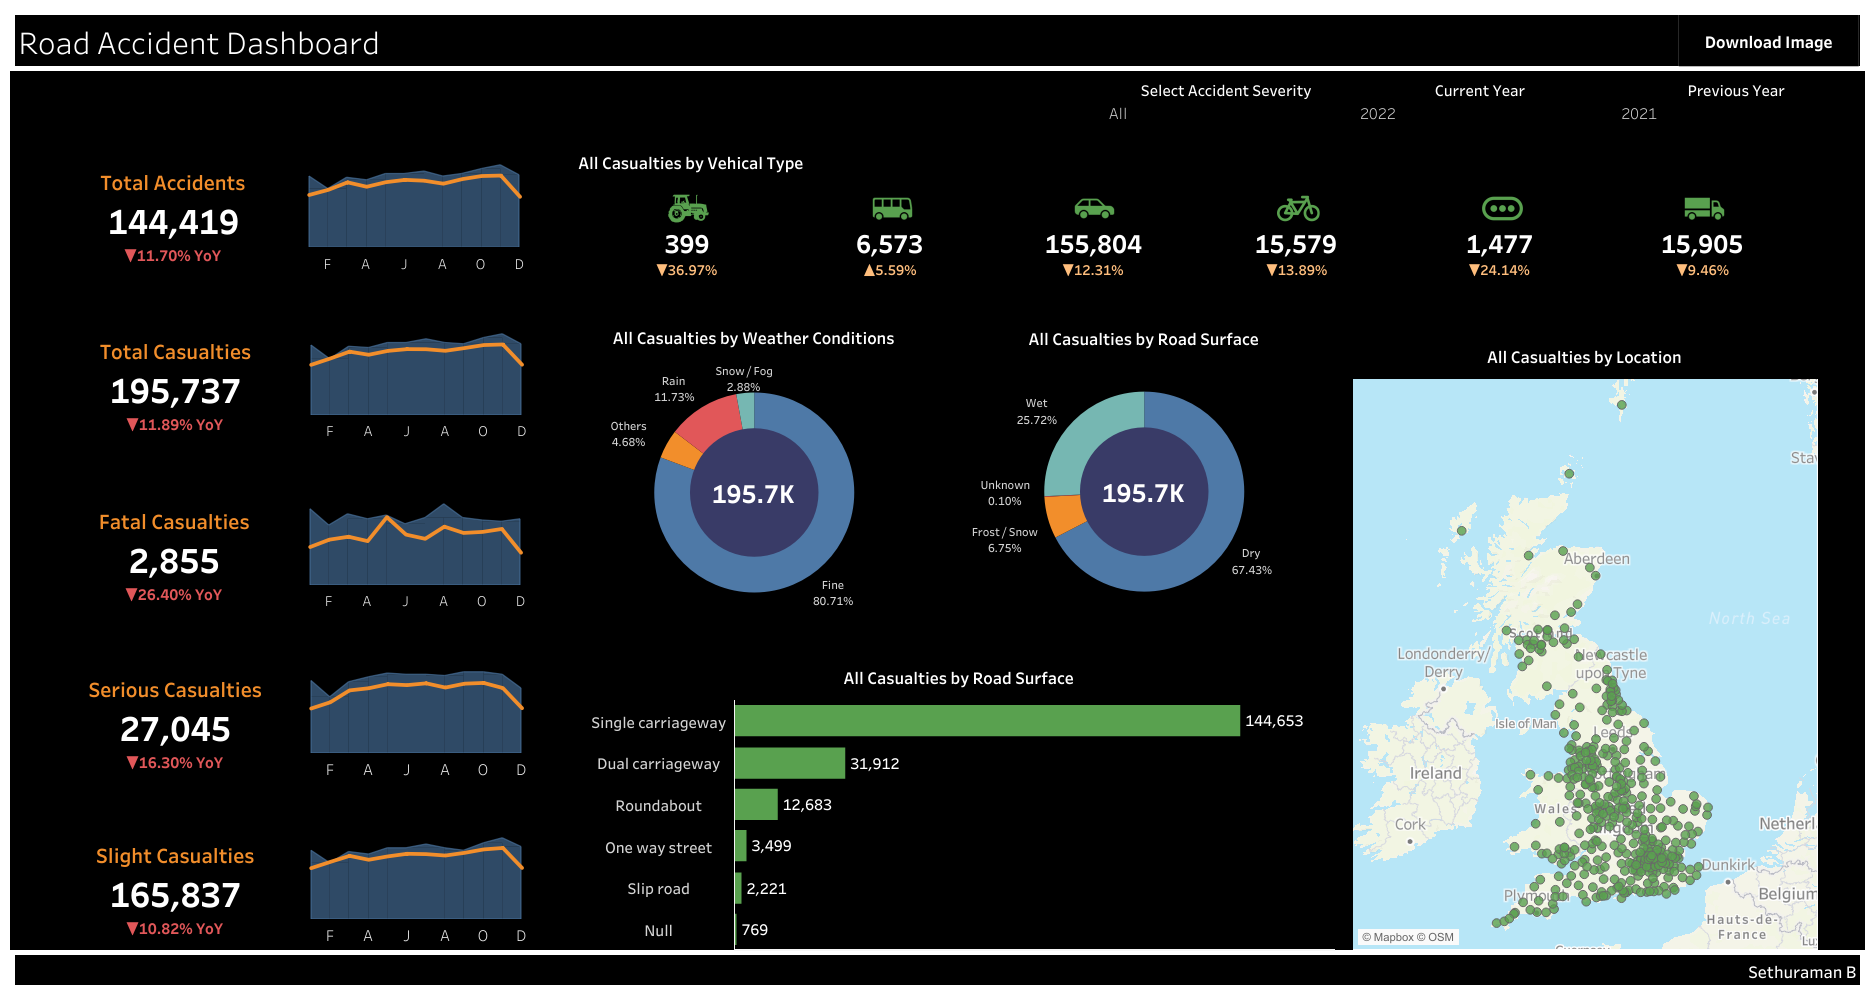 Road Accident Dashboard
Download Image
Select Accident Severity
Current Year
Previous Year
All
2022
2021
Total Accidents
144,419
▼11.70% YoY
F A J A O D
Total Casualties
195,737
▼11.89% YoY
F A J A O D
Fatal Casualties
2,855
▼26.40% YoY
F A J A O D
Serious Casualties
27,045
▼16.30% YoY
F A J A O D
Slight Casualties
165,837
▼10.82% YoY
F A J A O D
All Casualties by Vehical Type
399
▼36.97%
6,573
▲5.59%
155,804
▼12.31%
15,579
▼13.89%
1,477
▼24.14%
15,905
▼9.46%
All Casualties by Weather Conditions
Snow / Fog
2.88%
Rain
11.73%
Others
4.68%
195.7K
Fine
80.71%
All Casualties by Road Surface
Wet
25.72%
Unknown
0.10%
Frost / Snow
6.75%
195.7K
Dry
67.43%
All Casualties by Road Surface
Single carriageway
144,653
Dual carriageway
31,912
Roundabout
12,683
One way street
3,499
Slip road
2,221
Null
769
All Casualties by Location
Stav
Aberdeen
North Sea
Scotland
Londonderry/
Derry
Newcastle
upon Tyne
Isle of Man
Leeds
Ireland
Wales
Cork
Netherl
Dunkirk
Plymouth
Belgium
Hauts-de-
France
Lu
© Mapbox © OSM
Sethuraman B